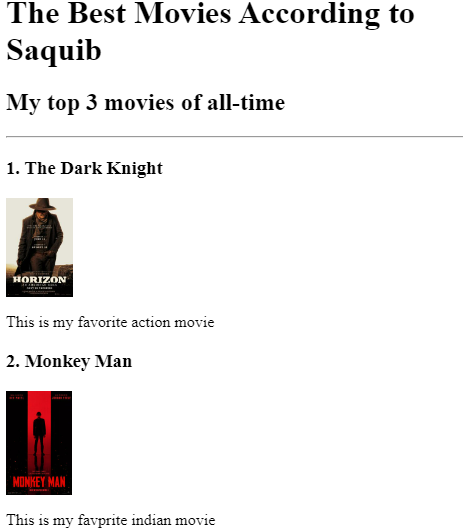 The Best Movies According to
Saquib
My top 3 movies of all-time
1. The Dark Knight
HORIZON
This is my favorite action movie
2. Monkey Man
MONKEY MAN
This is my favprite indian movie